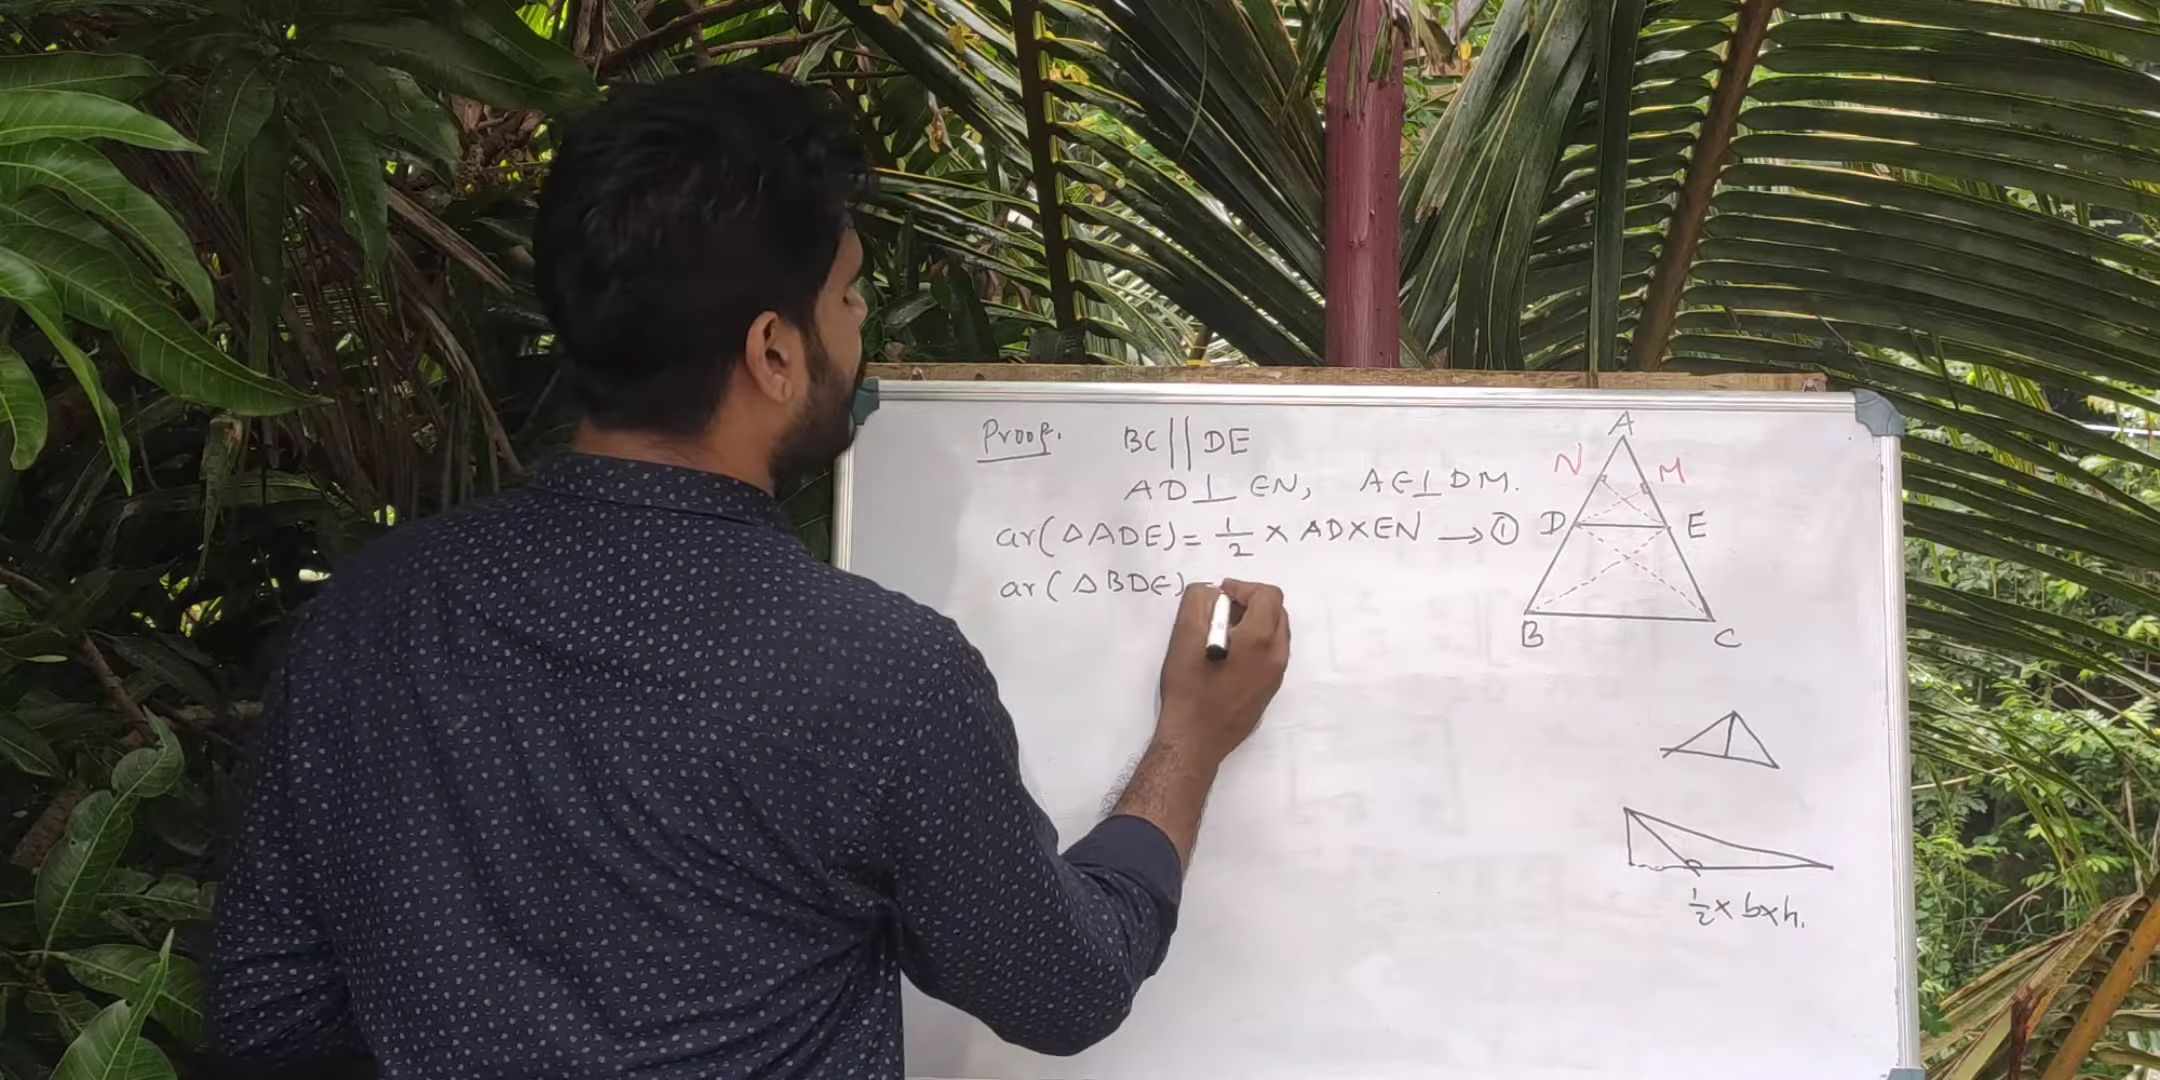 Proof. BC || DE
AD ⊥ EN, AE ⊥ DM.
ar(△ADE) = 1/2 × AD × EN → ①
ar(△BDE) =
A
N
M
D
E
B
C
1/2 × b × h.